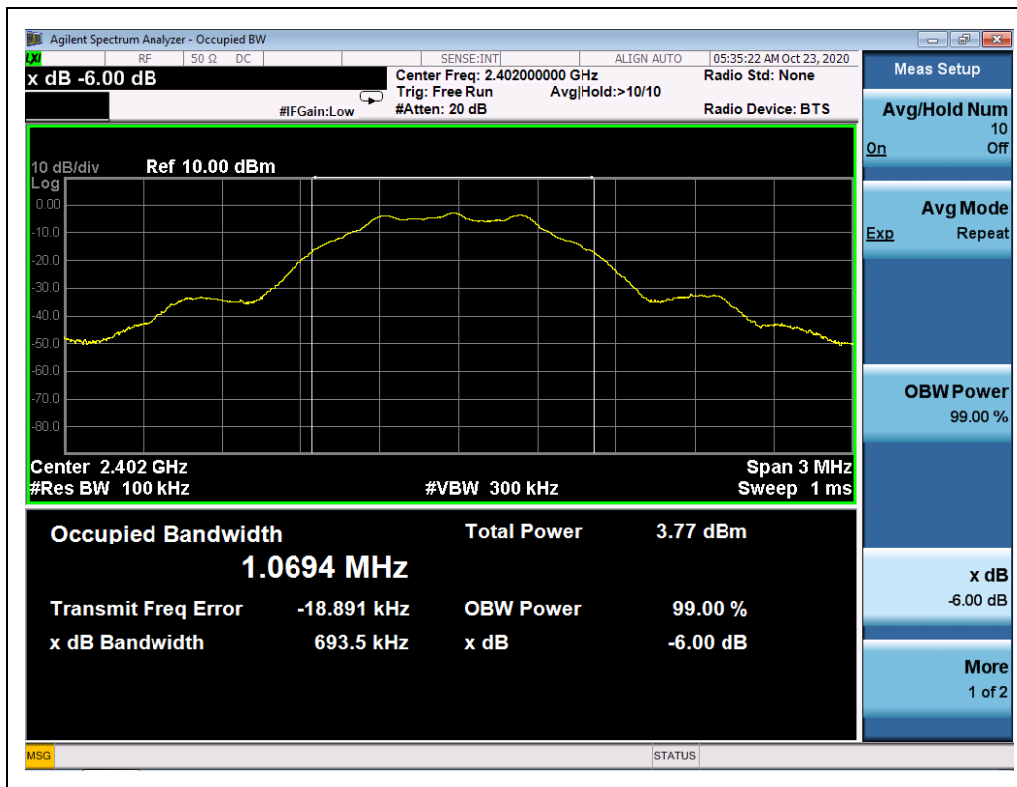 Agilent Spectrum Analyzer - Occupied BW
LXI RF 50 Ω DC SENSE:INT ALIGN AUTO 05:35:22 AM Oct 23, 2020
x dB -6.00 dB
Center Freq: 2.402000000 GHz Radio Std: None
Trig: Free Run Avg|Hold:>10/10
#IFGain:Low #Atten: 20 dB Radio Device: BTS
10 dB/div Ref 10.00 dBm
Log
0.00
-10.0
-20.0
-30.0
-40.0
-50.0
-60.0
-70.0
-80.0
Center 2.402 GHz Span 3 MHz
#Res BW 100 kHz #VBW 300 kHz Sweep 1 ms
Occupied Bandwidth Total Power 3.77 dBm
1.0694 MHz
Transmit Freq Error -18.891 kHz OBW Power 99.00 %
x dB Bandwidth 693.5 kHz x dB -6.00 dB
Meas Setup
Avg/Hold Num
10
On Off
Avg Mode
Exp Repeat
OBW Power
99.00 %
x dB
-6.00 dB
More
1 of 2
MSG STATUS